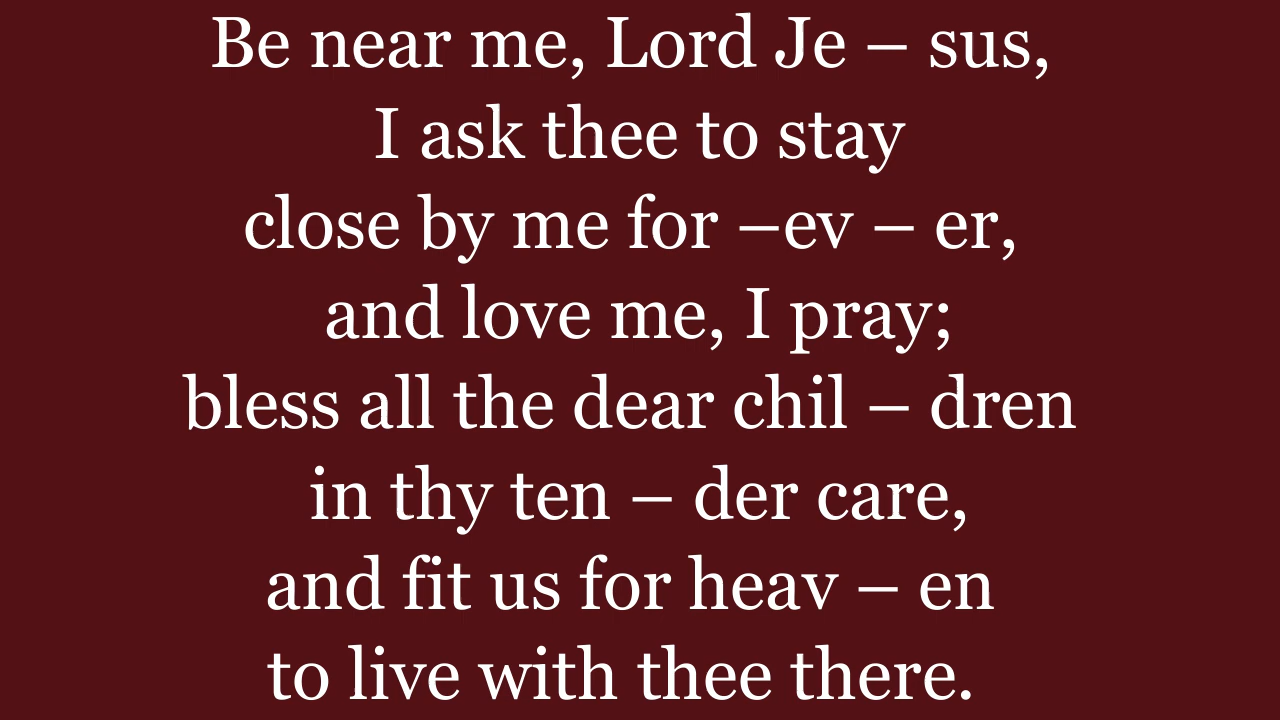 Be near me, Lord Je – sus,
I ask thee to stay
close by me for –ev – er,
and love me, I pray;
bless all the dear chil – dren
in thy ten – der care,
and fit us for heav – en
to live with thee there.